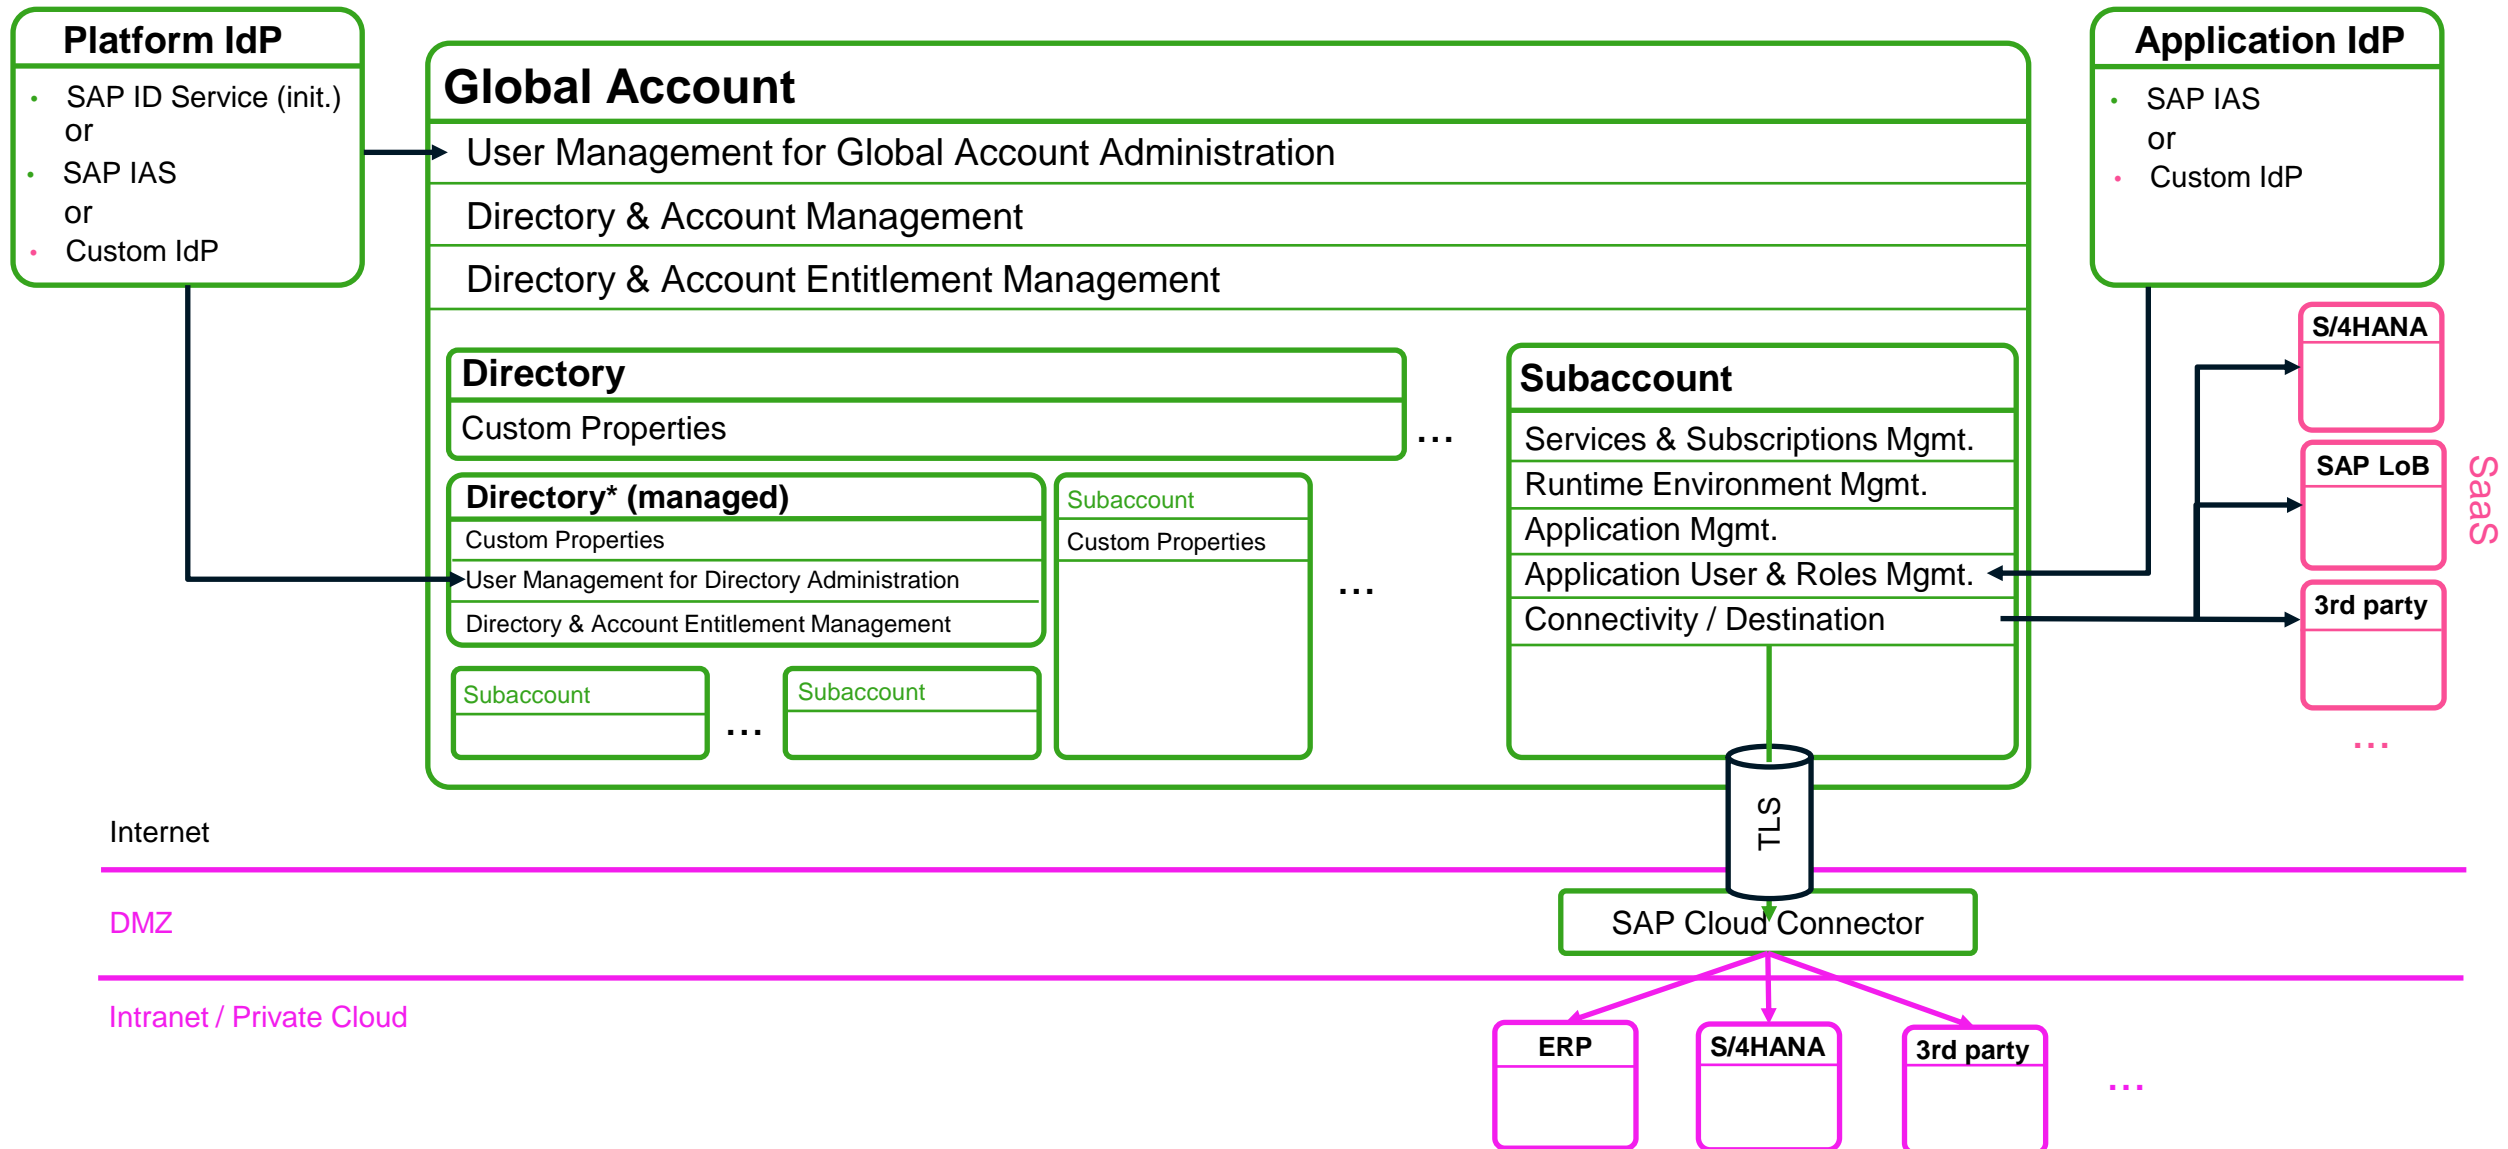 Platform IdP
• SAP ID Service (init.)
or
• SAP IAS
or
• Custom IdP
Global Account
User Management for Global Account Administration
Directory & Account Management
Directory & Account Entitlement Management
Directory
Custom Properties
...
Directory* (managed)
Custom Properties
User Management for Directory Administration
Directory & Account Entitlement Management
Subaccount
...
Subaccount
Subaccount
Custom Properties
...
Subaccount
Services & Subscriptions Mgmt.
Runtime Environment Mgmt.
Application Mgmt.
Application User & Roles Mgmt.
Connectivity / Destination
Application IdP
• SAP IAS
or
• Custom IdP
S/4HANA
SAP LoB
3rd party
...
SaaS
TLS
Internet
DMZ
SAP Cloud Connector
Intranet / Private Cloud
ERP
S/4HANA
3rd party
...